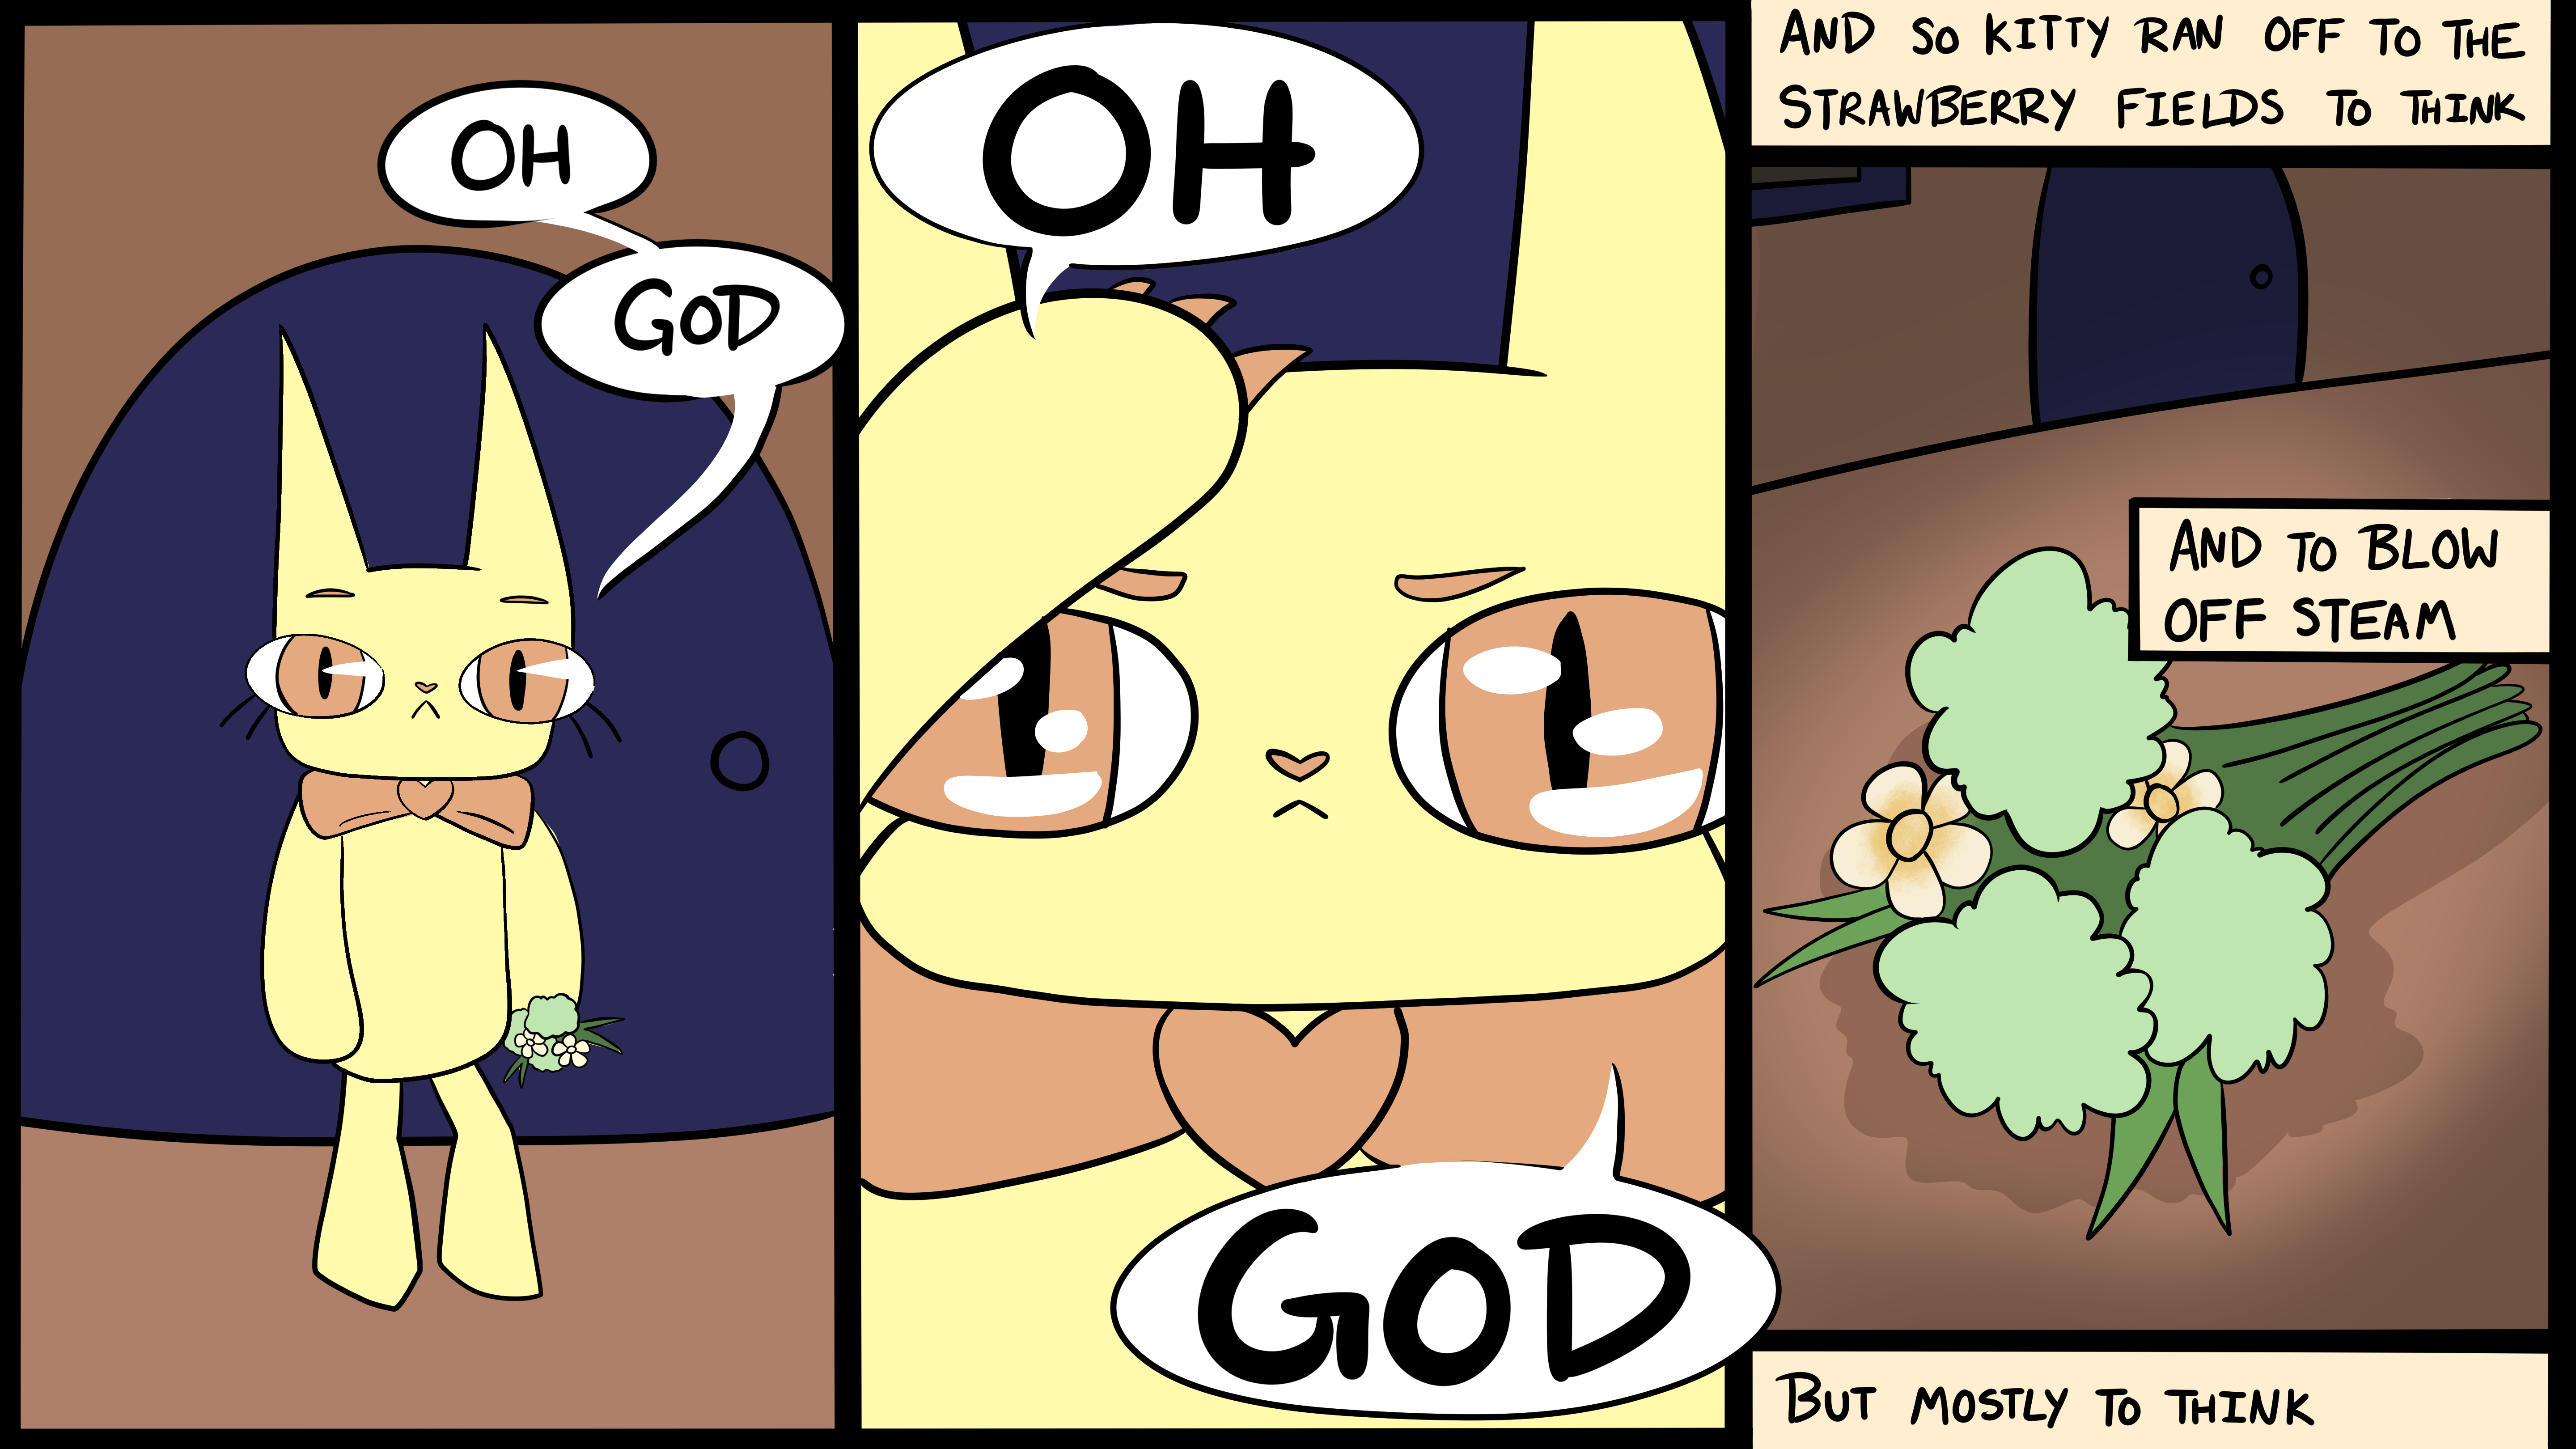 OH
GOD
OH
GOD
AND SO KITTY RAN OFF TO THE
STRAWBERRY FIELDS TO THINK
AND TO BLOW
OFF STEAM
BUT MOSTLY TO THINK